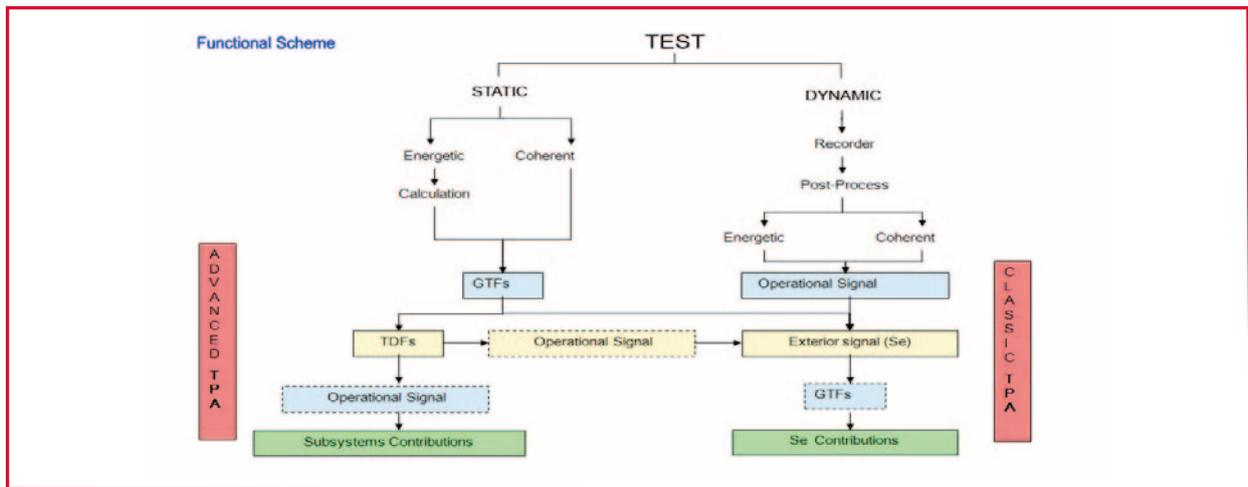 Functional Scheme
TEST
STATIC
DYNAMIC
Energetic
Coherent
Recorder
Calculation
Post-Process
Energetic
Coherent
GTFs
Operational Signal
TDFs
Operational Signal
Exterior signal (Se)
Operational Signal
GTFs
Subsystems Contributions
Se Contributions
ADVANCED TPA
CLASSIC TPA